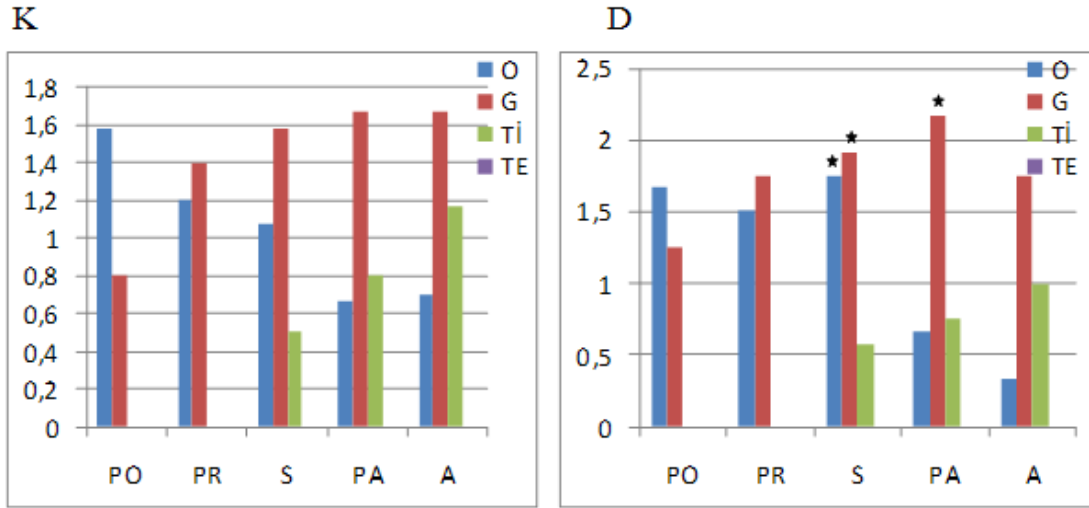 K
O
G
Tİ
TE
1,8
1,6
1,4
1,2
1
0,8
0,6
0,4
0,2
0
PO PR S PA A
D
O
G
Tİ
TE
2,5
2
1,5
1
0,5
0
PO PR S PA A